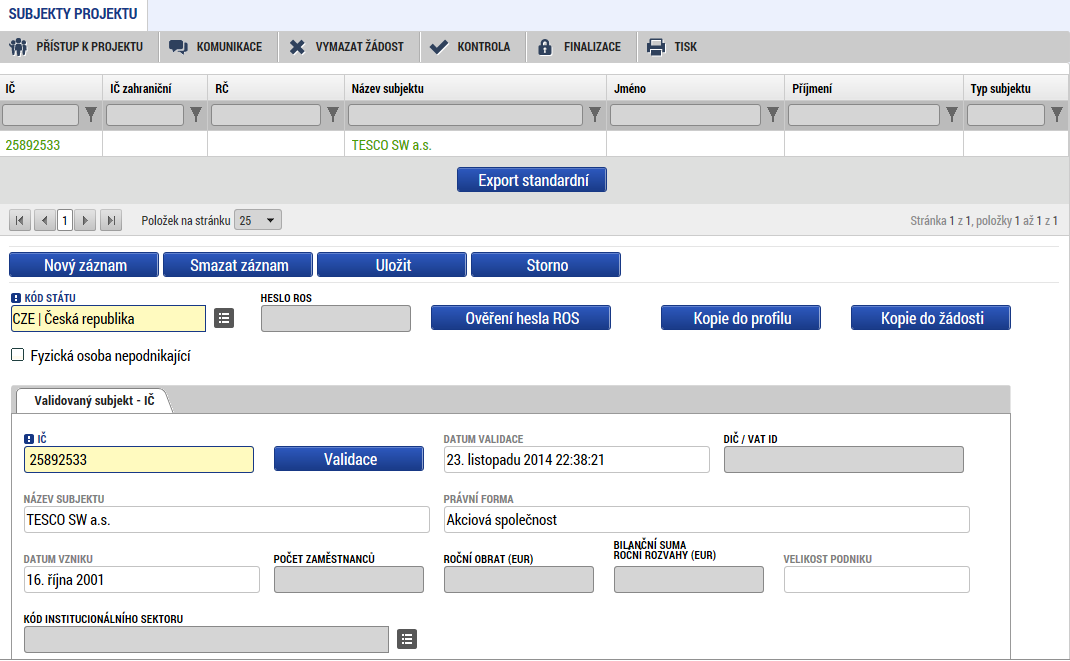 SUBJEKTY PROJEKTU
PŘÍSTUP K PROJEKTU KOMUNIKACE VYMAZAT ŽÁDOST KONTROLA FINALIZACE TISK
IČ IČ zahraniční RČ Název subjektu Jméno Příjmení Typ subjektu
25892533 TESCO SW a.s.
Export standardní
1 Položek na stránku 25 Stránka 1 z 1, položky 1 až 1 z 1
Nový záznam Smazat záznam Uložit Storno
KÓD STÁTU HESLO ROS
CZE | Česká republika Ověření hesla ROS Kopie do profilu Kopie do žádosti
Fyzická osoba nepodnikající
Validovaný subjekt - IČ
IČ DATUM VALIDACE DIČ / VAT ID
25892533 Validace 23. listopadu 2014 22:38:21
NÁZEV SUBJEKTU PRÁVNÍ FORMA
TESCO SW a.s. Akciová společnost
DATUM VZNIKU POČET ZAMĚSTNANCŮ ROČNÍ OBRAT (EUR) BILANČNÍ SUMA ROČNÍ ROZVAHY (EUR) VELIKOST PODNIKU
16. října 2001
KÓD INSTITUCIONÁLNÍHO SEKTORU